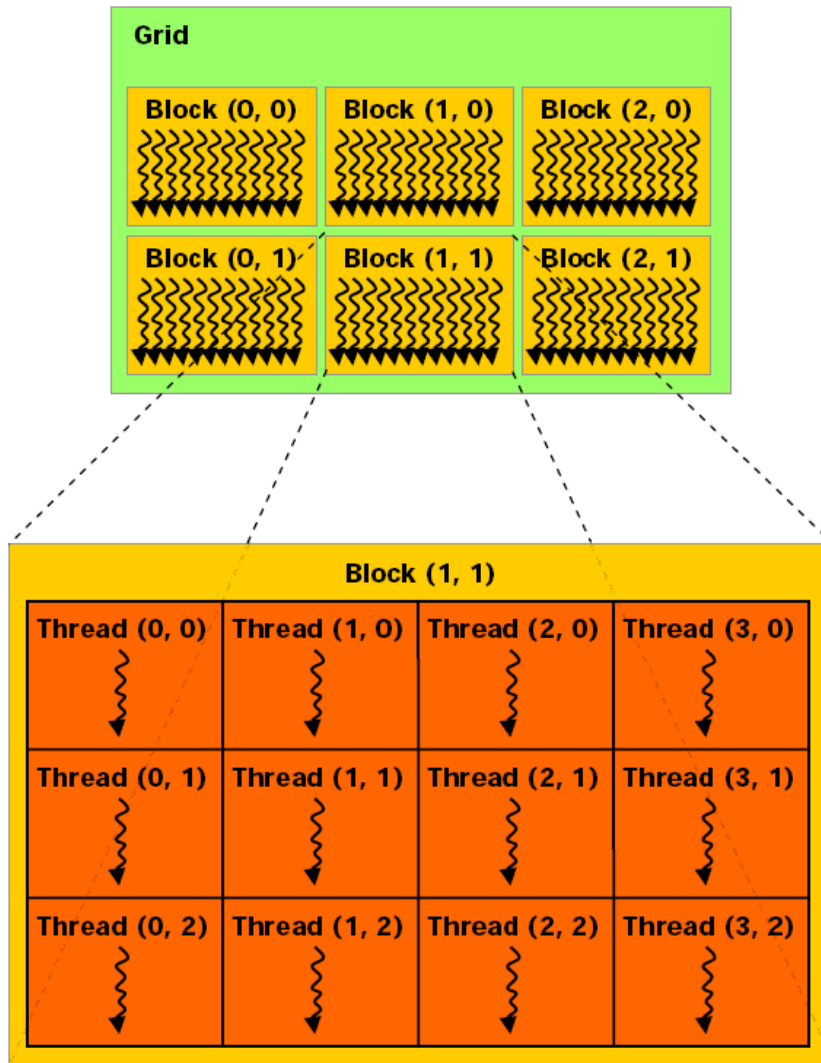 Grid
Block (0, 0) Block (1, 0) Block (2, 0)
Block (0, 1) Block (1, 1) Block (2, 1)
Block (1, 1)
Thread (0, 0) Thread (1, 0) Thread (2, 0) Thread (3, 0)
Thread (0, 1) Thread (1, 1) Thread (2, 1) Thread (3, 1)
Thread (0, 2) Thread (1, 2) Thread (2, 2) Thread (3, 2)